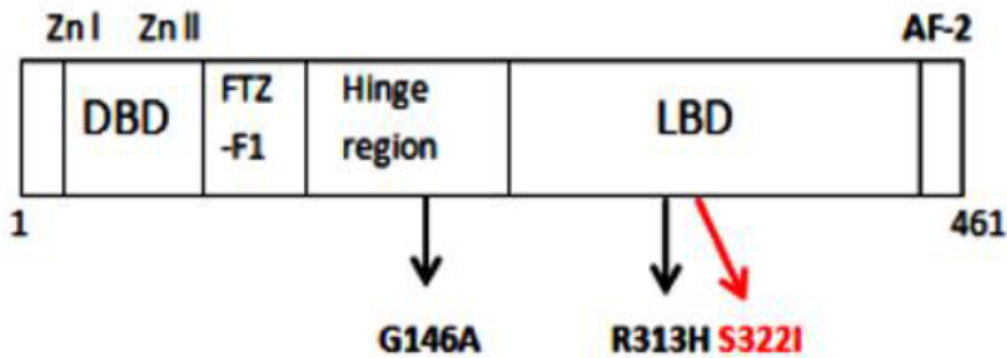 Zn I Zn II AF-2
DBD
FTZ
-F1
Hinge
region
LBD
1 461
G146A R313H S322I